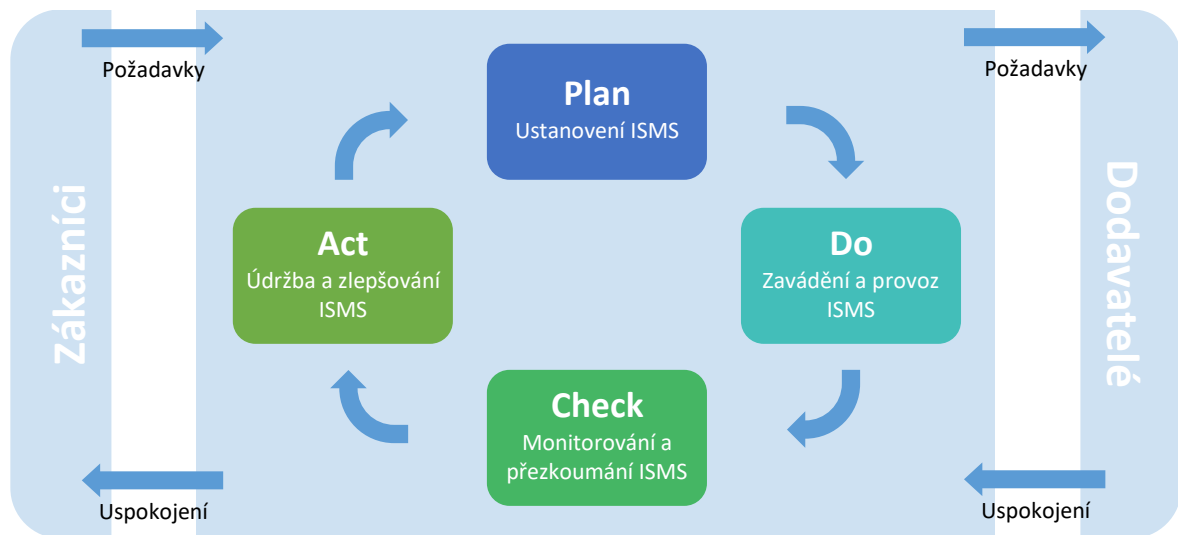 Požadavky
Požadavky
Plan
Ustanovení ISMS
Zákazníci
Act
Údržba a zlepšování
ISMS
Do
Zavádění a provoz
ISMS
Dodavatelé
Check
Monitorování a
přezkoumání ISMS
Uspokojení
Uspokojení